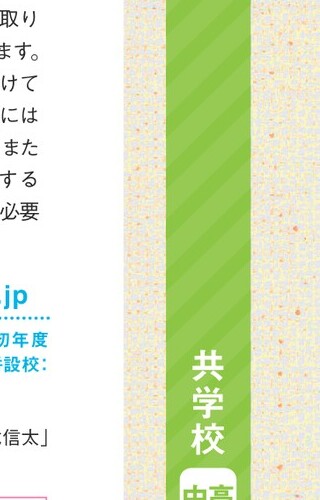 取り
ます。
けて
には
また
する
必要
.jp
初年度
設校：
信太」
共学校
中高